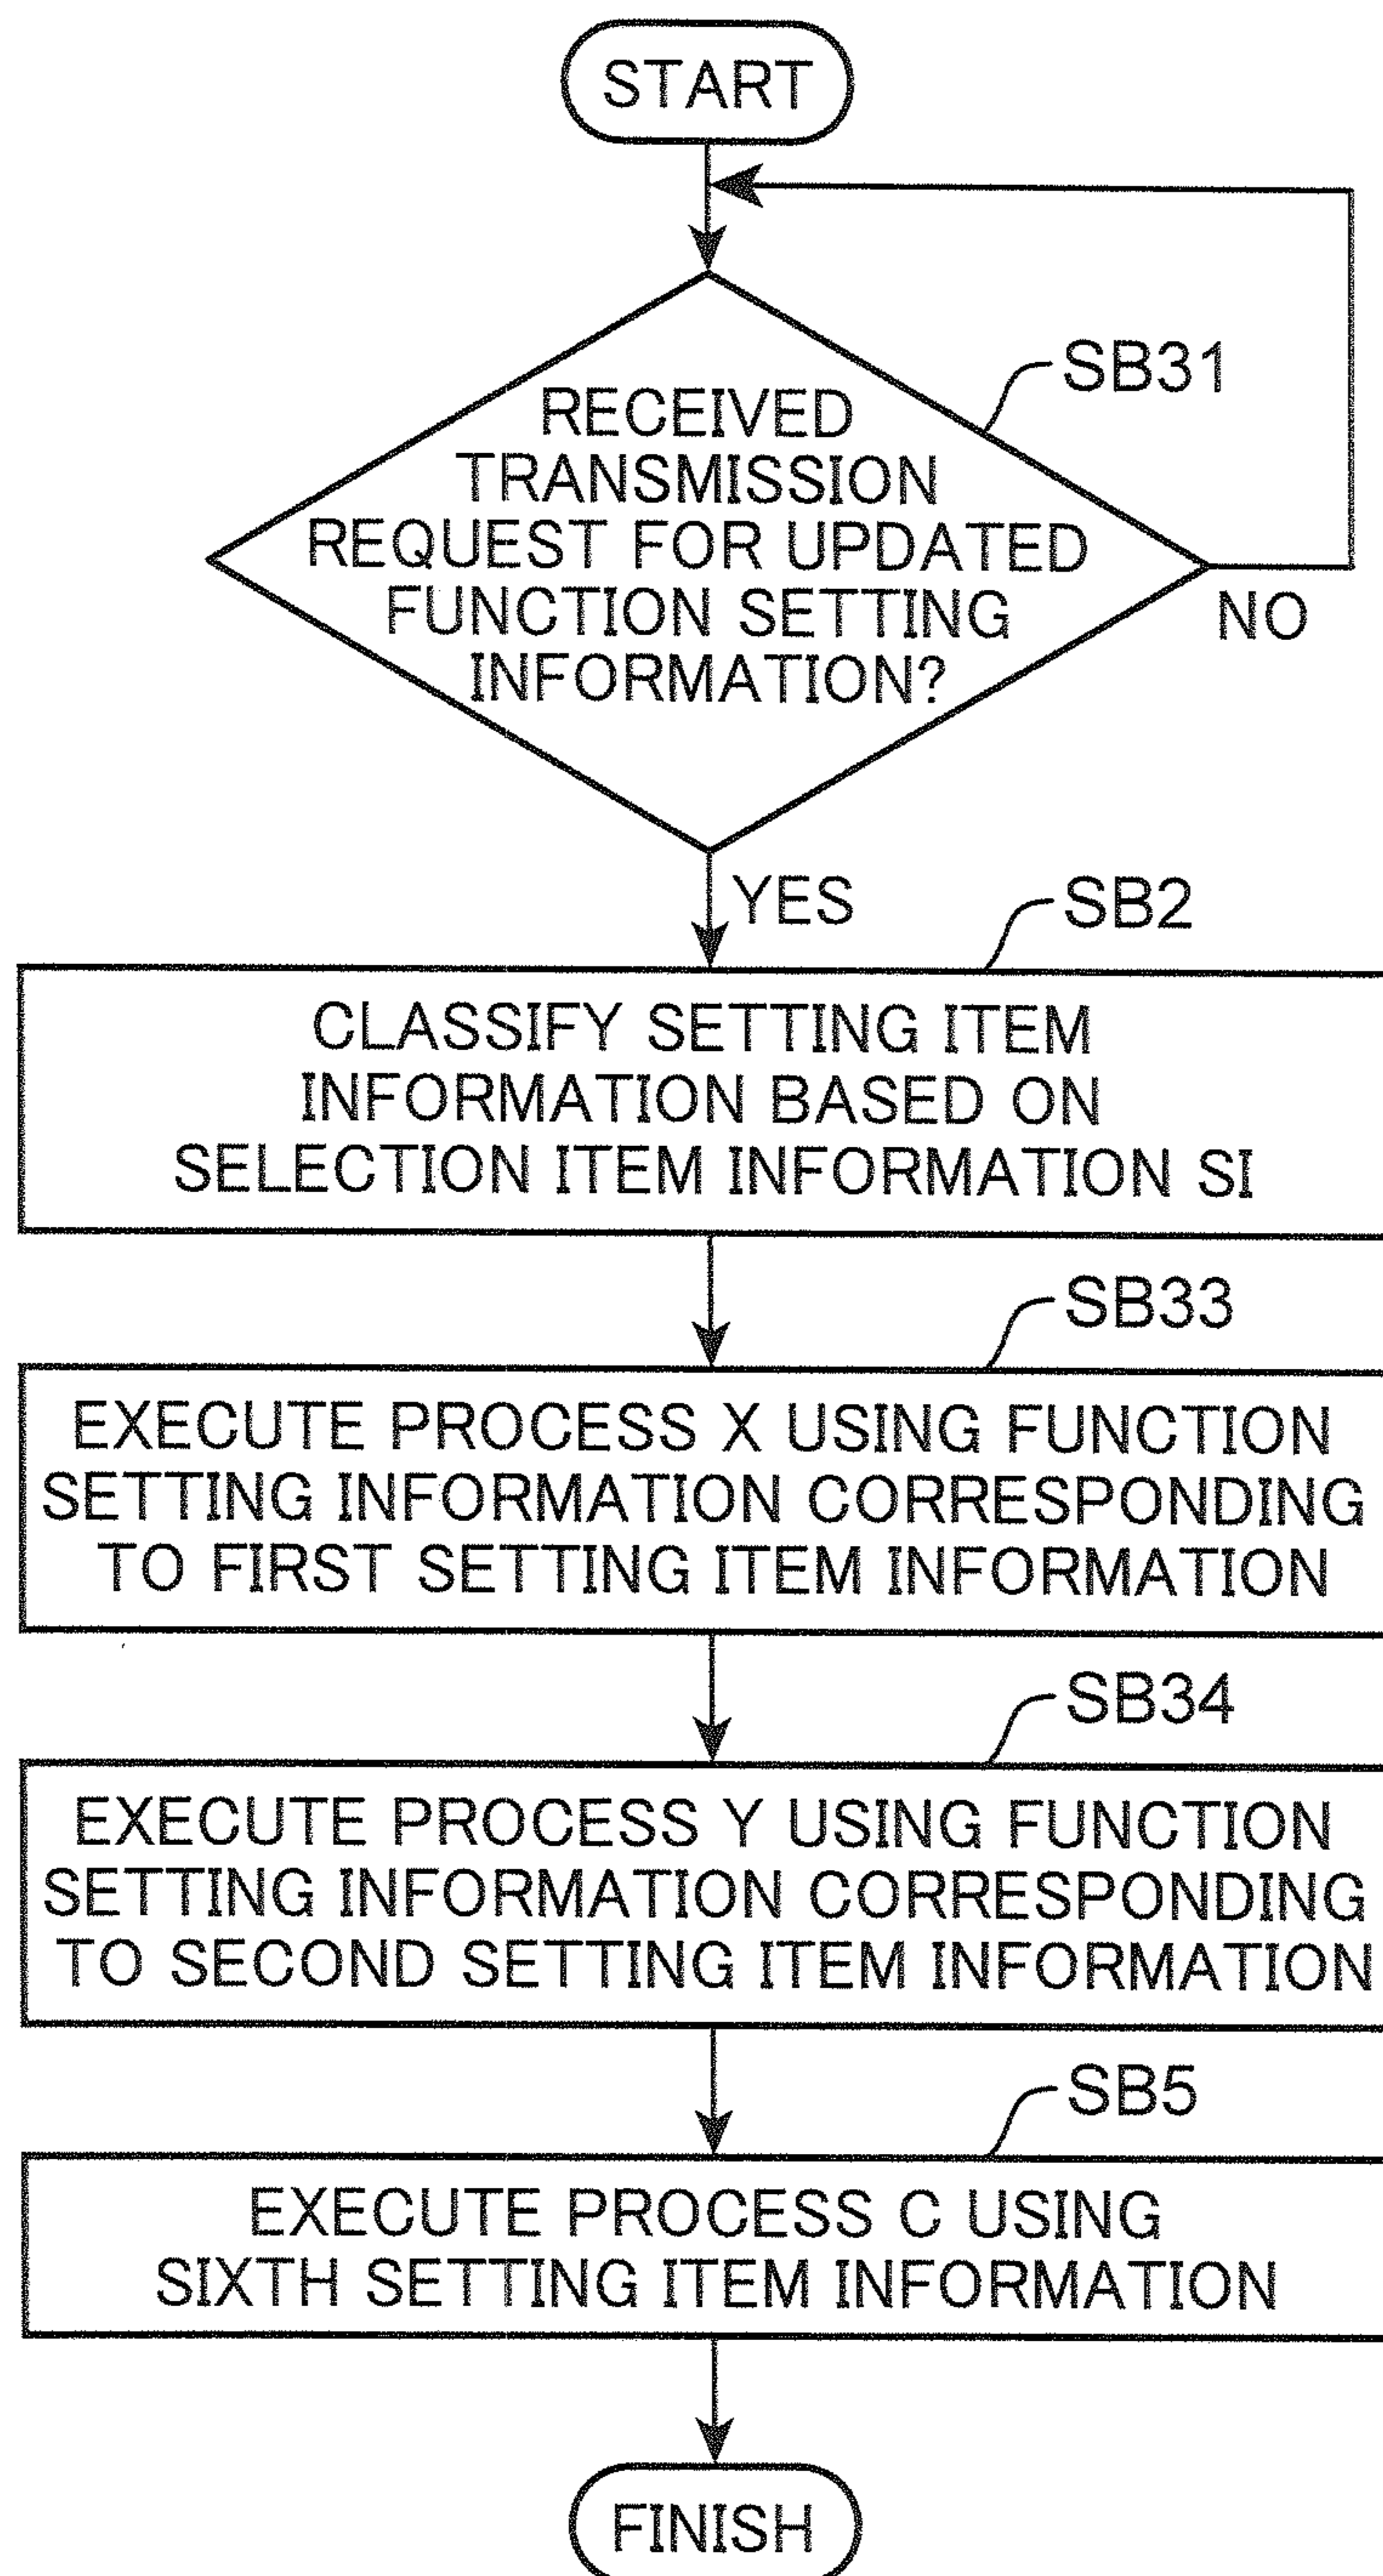 START
SB31
RECEIVED
TRANSMISSION
REQUEST FOR UPDATED
FUNCTION SETTING
INFORMATION?
NO
YES
SB2
CLASSIFY SETTING ITEM
INFORMATION BASED ON
SELECTION ITEM INFORMATION SI
SB33
EXECUTE PROCESS X USING FUNCTION
SETTING INFORMATION CORRESPONDING
TO FIRST SETTING ITEM INFORMATION
SB34
EXECUTE PROCESS Y USING FUNCTION
SETTING INFORMATION CORRESPONDING
TO SECOND SETTING ITEM INFORMATION
SB5
EXECUTE PROCESS C USING
SIXTH SETTING ITEM INFORMATION
FINISH